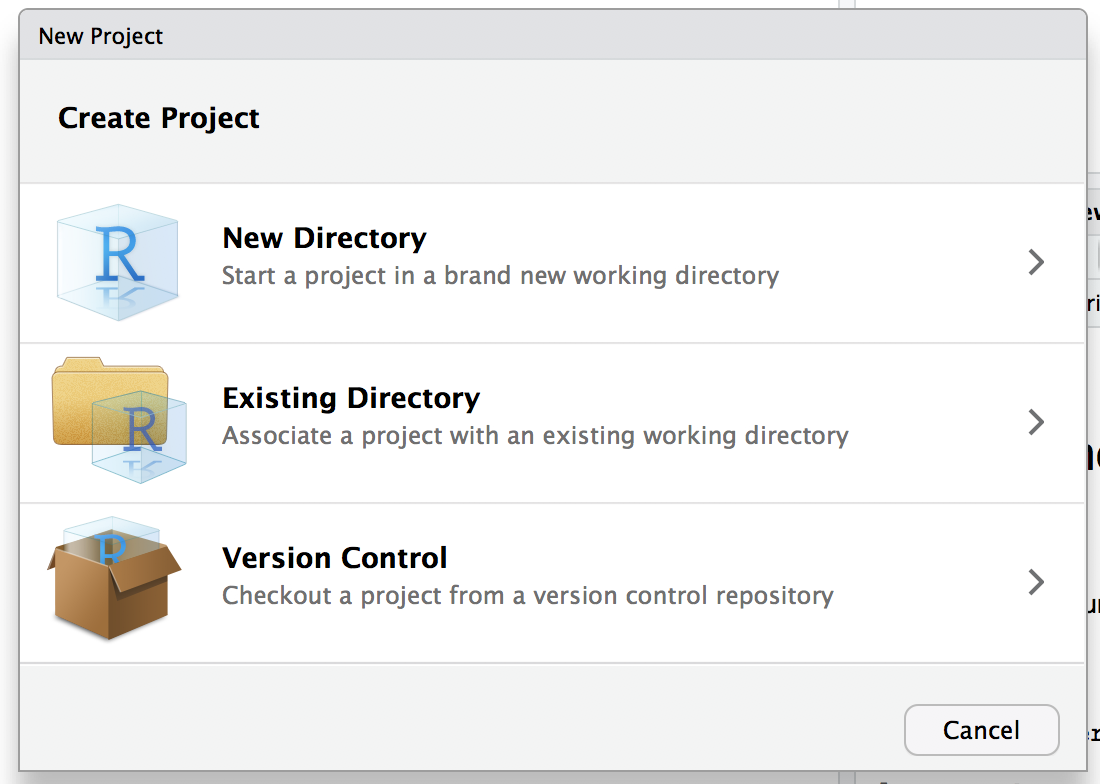 New Project
Create Project
New Directory
Start a project in a brand new working directory
Existing Directory
Associate a project with an existing working directory
Version Control
Checkout a project from a version control repository
Cancel